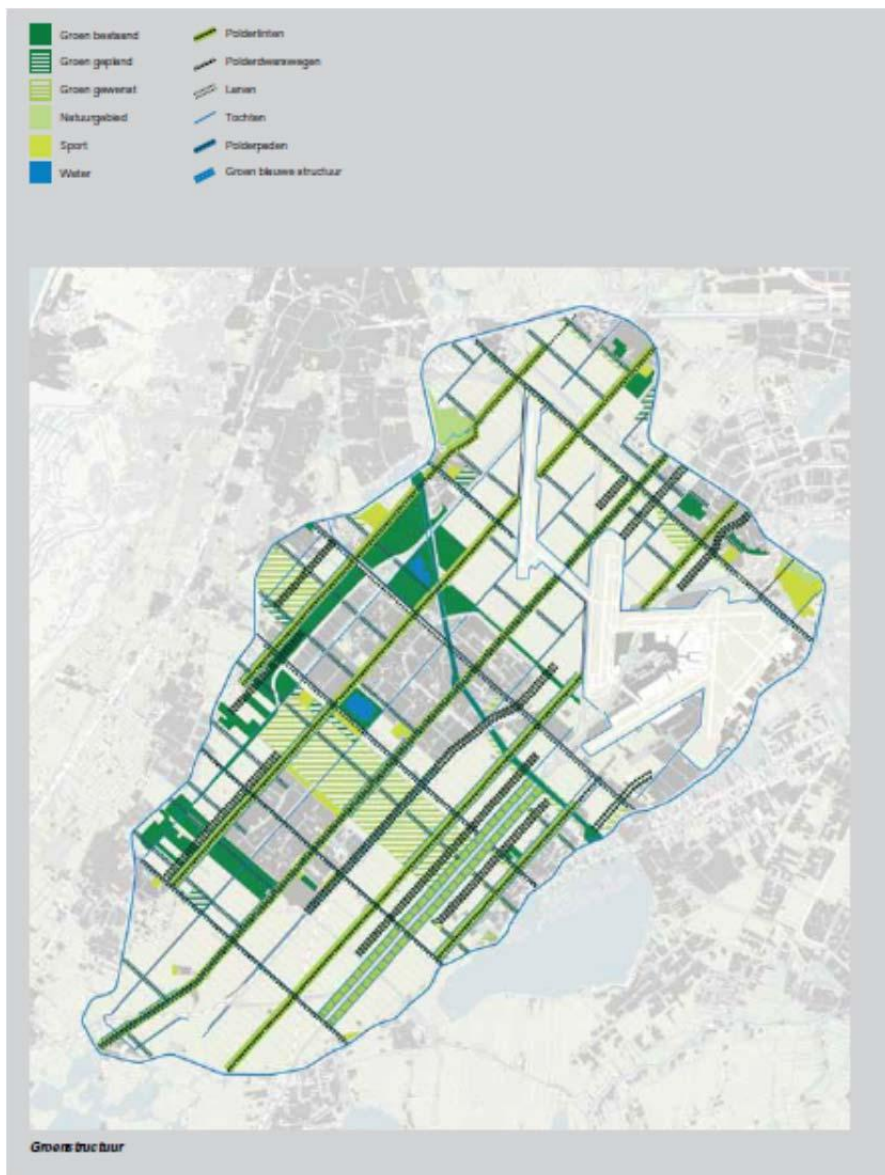 Groen bestaand
Groen gepland
Groen gewenst
Natuurgebied
Sport
Water
Polderlinten
Polderdwarswegen
Lanen
Tochten
Polderpaden
Groen blauwe structuur
Groenstructuur